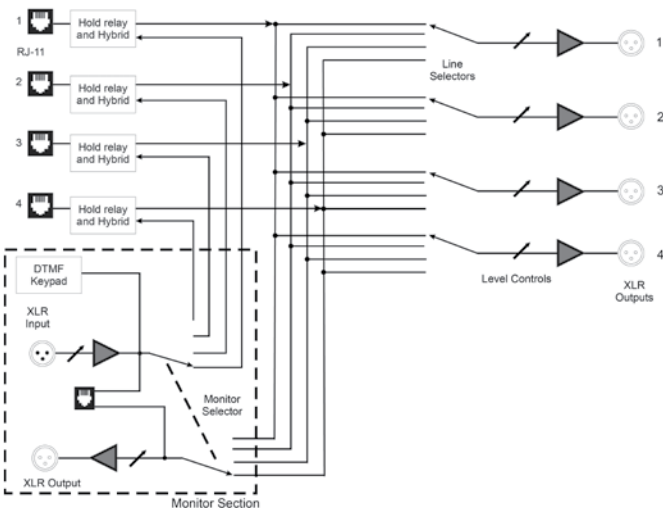 1
Hold relay
and Hybrid
RJ-11
2
Hold relay
and Hybrid
3
Hold relay
and Hybrid
4
Hold relay
and Hybrid
Line
Selectors
1
2
3
4
Level Controls
XLR
Outputs
DTMF
Keypad
XLR
Input
Monitor
Selector
XLR Output
Monitor Section